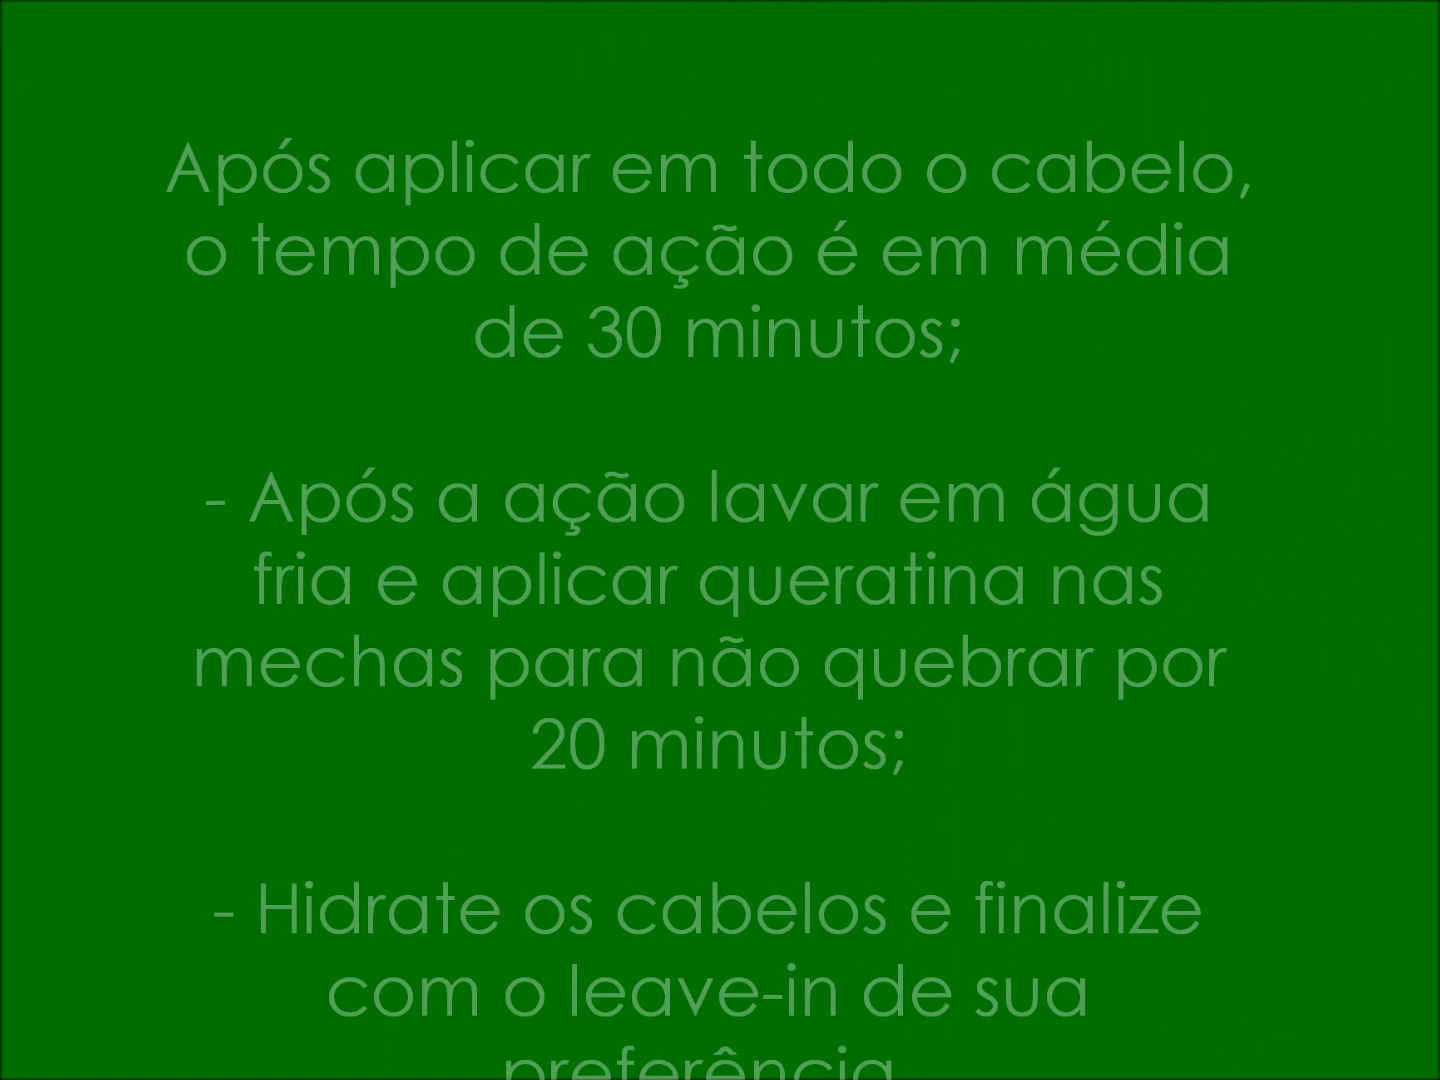 Após aplicar em todo o cabelo,
o tempo de ação é em média
de 30 minutos;
- Após a ação lavar em água
fria e aplicar queratina nas
mechas para não quebrar por
20 minutos;
- Hidrate os cabelos e finalize
com o leave-in de sua
preferência